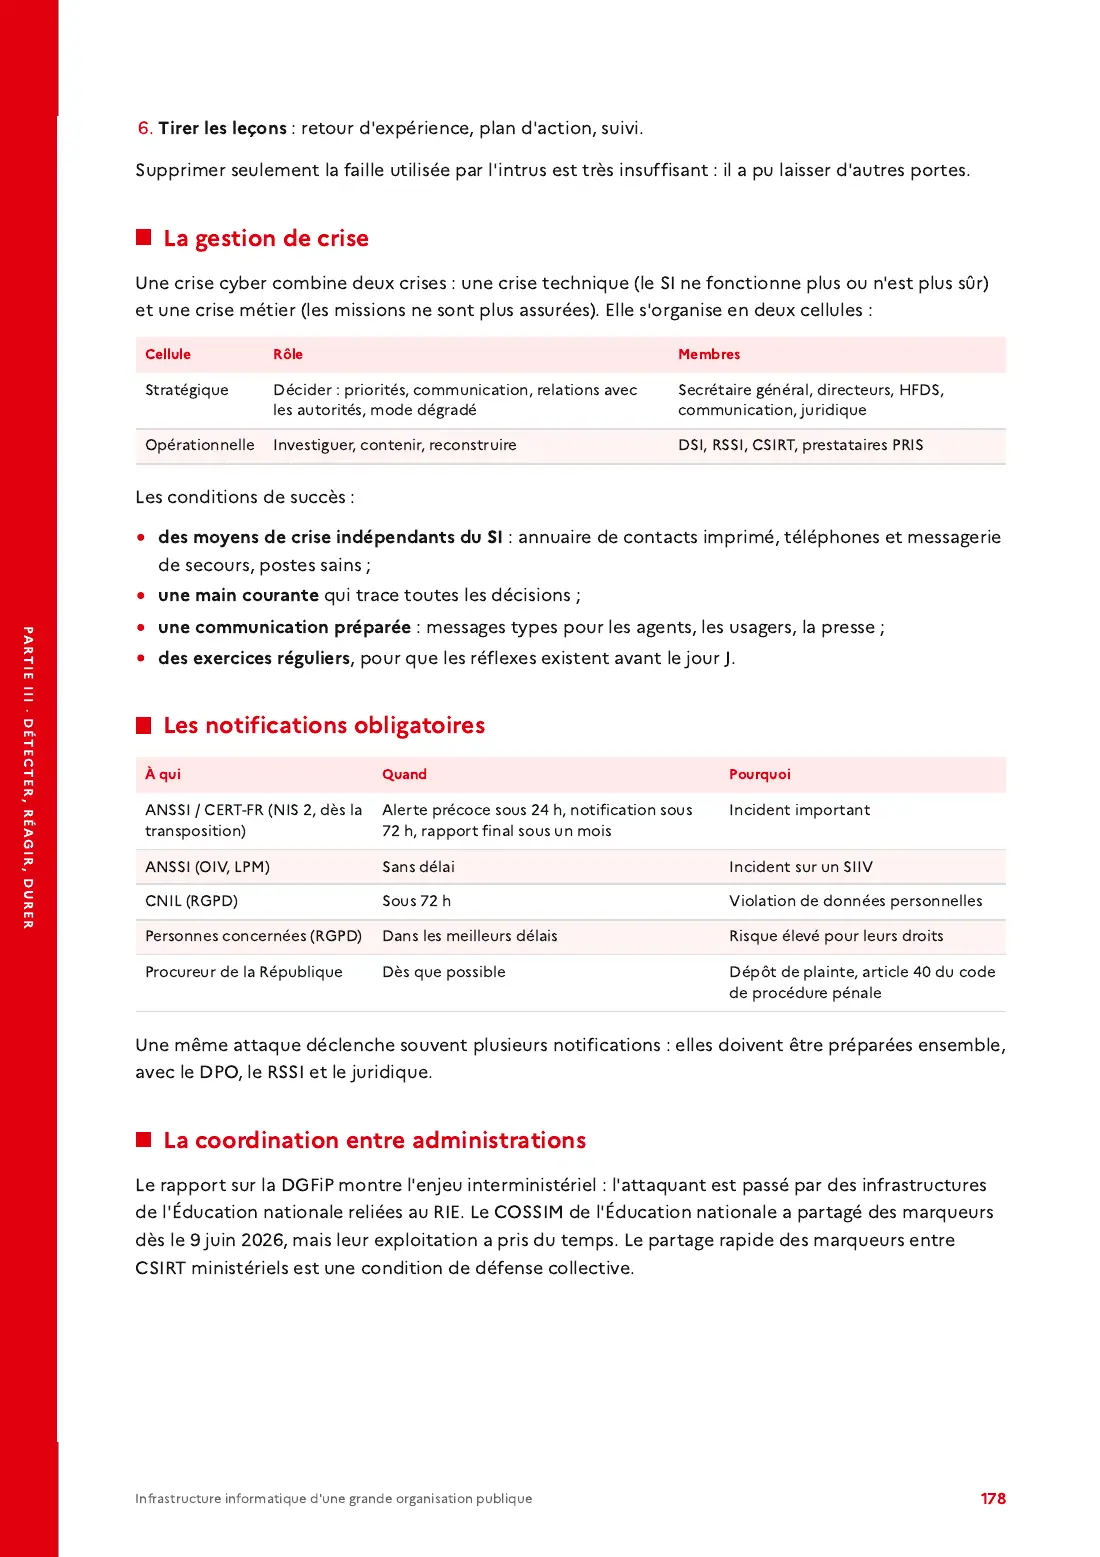 6. Tirer les leçons : retour d'expérience, plan d'action, suivi.
Supprimer seulement la faille utilisée par l'intrus est très insuffisant : il a pu laisser d'autres portes.
La gestion de crise
Une crise cyber combine deux crises : une crise technique (le SI ne fonctionne plus ou n'est plus sûr)
et une crise métier (les missions ne sont plus assurées). Elle s'organise en deux cellules :
Cellule Rôle Membres
Stratégique Décider : priorités, communication, relations avec Secrétaire général, directeurs, HFDS,
les autorités, mode dégradé communication, juridique
Opérationnelle Investiguer, contenir, reconstruire DSI, RSSI, CSIRT, prestataires PRIS
Les conditions de succès :
• des moyens de crise indépendants du SI : annuaire de contacts imprimé, téléphones et messagerie
de secours, postes sains ;
• une main courante qui trace toutes les décisions ;
• une communication préparée : messages types pour les agents, les usagers, la presse ;
• des exercices réguliers, pour que les réflexes existent avant le jour J.
Les notifications obligatoires
À qui Quand Pourquoi
ANSSI / CERT-FR (NIS 2, dès la Alerte précoce sous 24 h, notification sous Incident important
transposition) 72 h, rapport final sous un mois
ANSSI (OIV, LPM) Sans délai Incident sur un SIIV
CNIL (RGPD) Sous 72 h Violation de données personnelles
Personnes concernées (RGPD) Dans les meilleurs délais Risque élevé pour leurs droits
Procureur de la République Dès que possible Dépôt de plainte, article 40 du code
de procédure pénale
Une même attaque déclenche souvent plusieurs notifications : elles doivent être préparées ensemble,
avec le DPO, le RSSI et le juridique.
La coordination entre administrations
Le rapport sur la DGFiP montre l'enjeu interministériel : l'attaquant est passé par des infrastructures
de l'Éducation nationale reliées au RIE. Le COSSIM de l'Éducation nationale a partagé des marqueurs
dès le 9 juin 2026, mais leur exploitation a pris du temps. Le partage rapide des marqueurs entre
CSIRT ministériels est une condition de défense collective.
PARTIE III · DÉTECTER, RÉAGIR, DURER
Infrastructure informatique d'une grande organisation publique 178